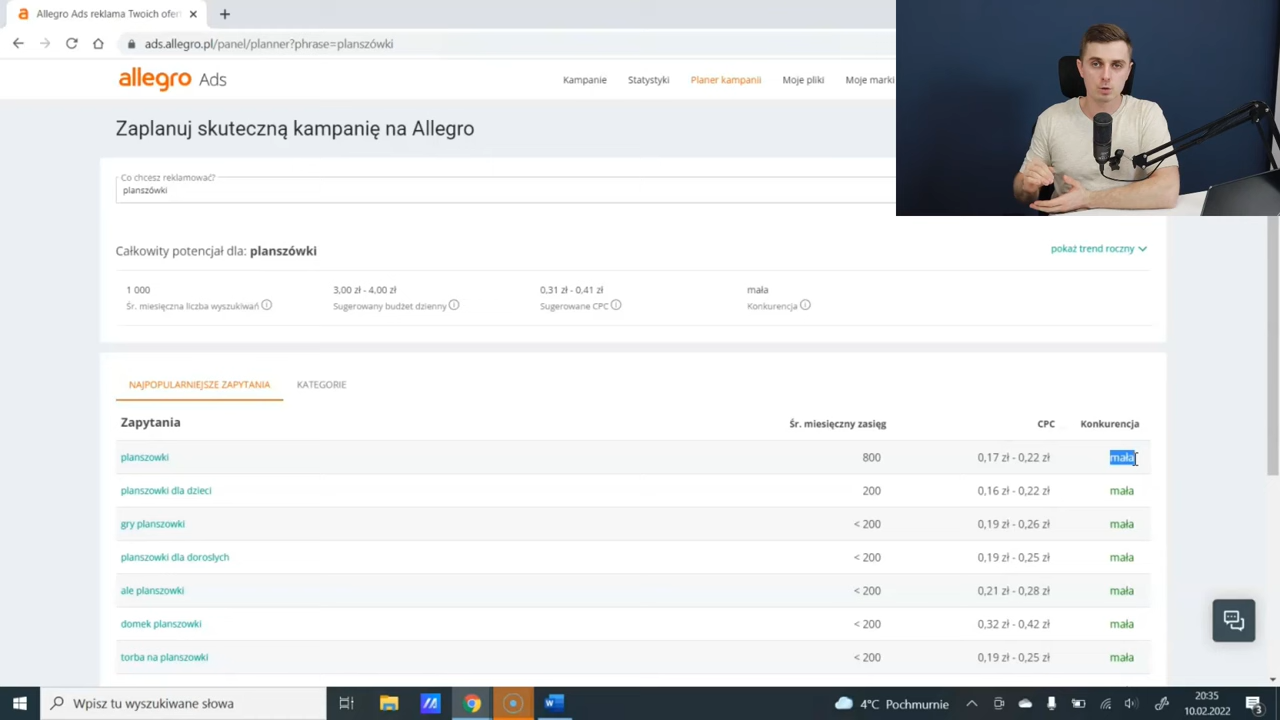 Allegro Ads reklama Twoich ofert
ads.allegro.pl/panel/planner?phrase=planszówki
allegro Ads
Kampanie Statystyki Planer kampanii Moje pliki Moje marki
Zaplanuj skuteczną kampanię na Allegro
Co chcesz reklamować?
planszówki
Całkowity potencjał dla: planszówki
pokaż trend roczny
1 000 3,00 zł - 4,00 zł 0,31 zł - 0,41 zł mała
Śr. miesięczna liczba wyszukiwań Sugerowany budżet dzienny Sugerowane CPC Konkurencja
NAJPOPULARNIEJSZE ZAPYTANIA KATEGORIE
Zapytania Śr. miesięczny zasięg CPC Konkurencja
planszowki 800 0,17 zł - 0,22 zł mała
planszowki dla dzieci 200 0,16 zł - 0,22 zł mała
gry planszowki < 200 0,19 zł - 0,26 zł mała
planszowki dla doroslych < 200 0,19 zł - 0,25 zł mała
ale planszowki < 200 0,21 zł - 0,28 zł mała
domek planszowki < 200 0,32 zł - 0,42 zł mała
torba na planszowki < 200 0,19 zł - 0,25 zł mała
Wpisz tu wyszukiwane słowa
4°C Pochmurnie
20:35
10.02.2022
3